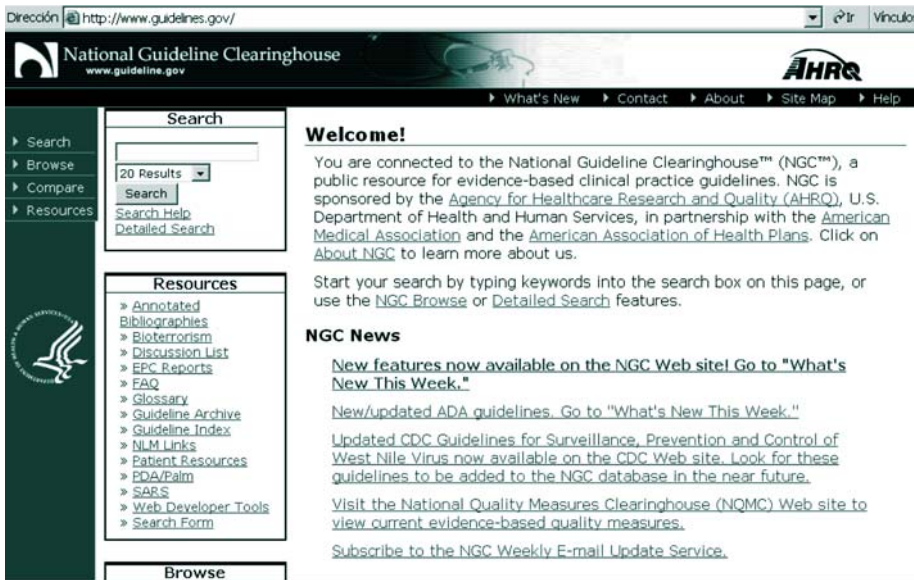 Dirección http://www.guidelines.gov/ Ir Vínculo
National Guideline Clearinghouse
www.guideline.gov
AHRQ
What's New Contact About Site Map Help
Search
Browse
Compare
Resources
Search
20 Results
Search
Search Help
Detailed Search
Resources
» Annotated
Bibliographies
» Bioterrorism
» Discussion List
» EPC Reports
» FAQ
» Glossary
» Guideline Archive
» Guideline Index
» NLM Links
» Patient Resources
» PDA/Palm
» SARS
» Web Developer Tools
» Search Form
Browse
Welcome!
You are connected to the National Guideline Clearinghouse™ (NGC™), a
public resource for evidence-based clinical practice guidelines. NGC is
sponsored by the Agency for Healthcare Research and Quality (AHRQ), U.S.
Department of Health and Human Services, in partnership with the American
Medical Association and the American Association of Health Plans. Click on
About NGC to learn more about us.
Start your search by typing keywords into the search box on this page, or
use the NGC Browse or Detailed Search features.
NGC News
New features now available on the NGC Web site! Go to "What's
New This Week."
New/updated ADA guidelines. Go to "What's New This Week."
Updated CDC Guidelines for Surveillance, Prevention and Control of
West Nile Virus now available on the CDC Web site. Look for these
guidelines to be added to the NGC database in the near future.
Visit the National Quality Measures Clearinghouse (NQMC) Web site to
view current evidence-based quality measures.
Subscribe to the NGC Weekly E-mail Update Service.